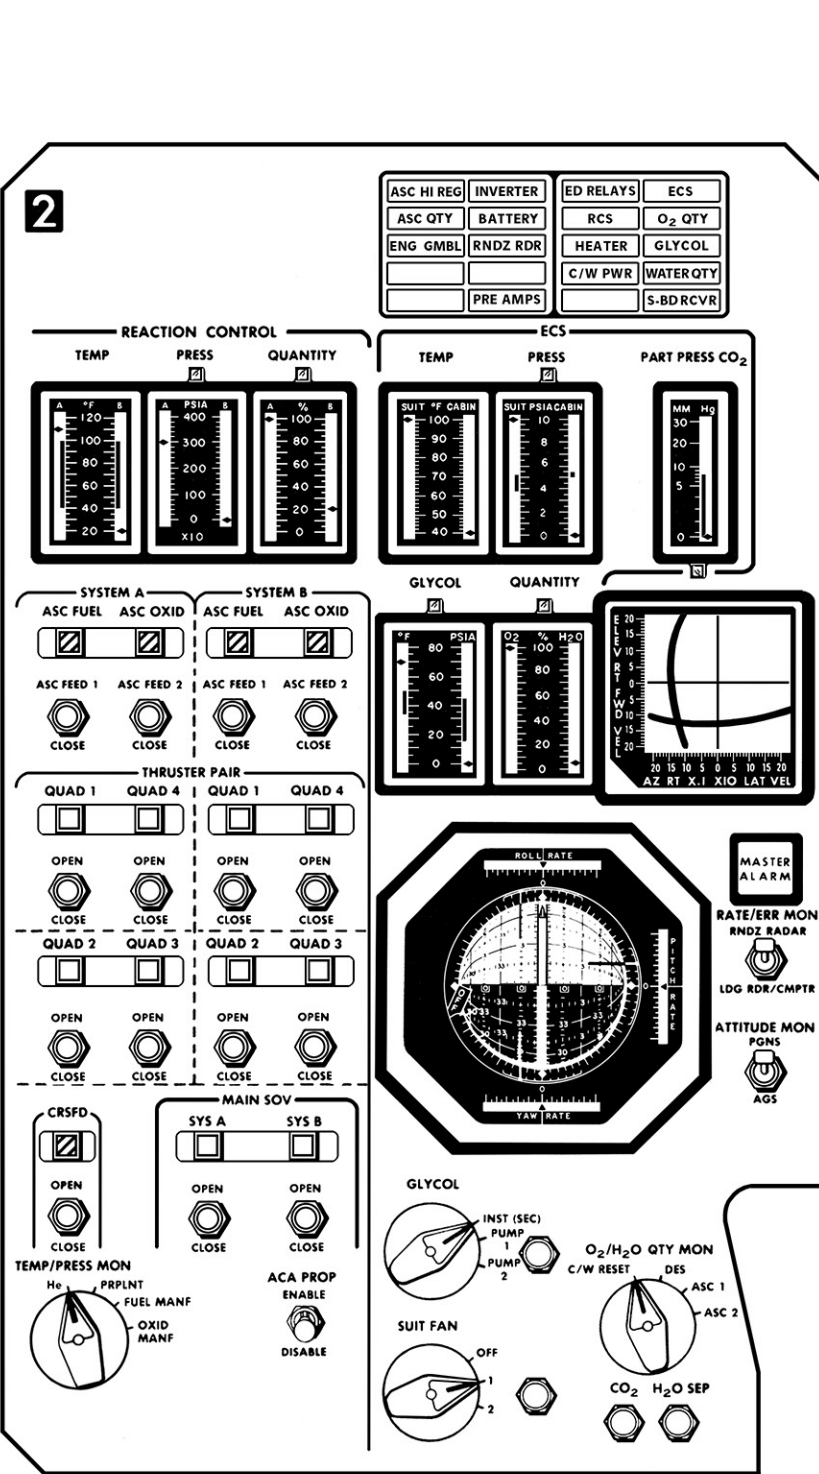 2
ASC HI REG INVERTER ED RELAYS ECS
ASC QTY BATTERY RCS O₂ QTY
ENG GMBL RNDZ RDR HEATER GLYCOL
C/W PWR WATER QTY
PRE AMPS S-BD RCVR
REACTION CONTROL
TEMP PRESS QUANTITY
A °F B
120
100
80
60
40
20
A PSIA B
400
300
200
100
0
X10
A % B
100
80
60
40
20
0
ECS
TEMP PRESS PART PRESS CO₂
SUIT °F CABIN
100
90
80
70
60
50
40
SUIT PSIA CABIN
10
8
6
4
2
0
MM Hg
30
20
10
5
0
SYSTEM A SYSTEM B
ASC FUEL ASC OXID ASC FUEL ASC OXID
ASC FEED 1 ASC FEED 2 ASC FEED 1 ASC FEED 2
CLOSE CLOSE CLOSE CLOSE
GLYCOL QUANTITY
°F PSIA
80
60
40
20
0
O₂ % H₂O
100
80
60
40
20
0
ELEV RT FWD VEL
20
15
10
5
0
5
10
15
20
20 15 10 5 0 5 10 15 20
AZ RT X.1 X10 LAT VEL
THRUSTER PAIR
QUAD 1 QUAD 4 QUAD 1 QUAD 4
OPEN OPEN OPEN OPEN
CLOSE CLOSE CLOSE CLOSE
QUAD 2 QUAD 3 QUAD 2 QUAD 3
OPEN OPEN OPEN OPEN
CLOSE CLOSE CLOSE CLOSE
ROLL RATE
0
PITCH RATE
0
33 3
33 3
33 33 3
30 3
0
YAW RATE
MASTER
ALARM
RATE/ERR MON
RNDZ RADAR
LDG RDR/CMPTR
ATTITUDE MON
PGNS
AGS
CRSFD
OPEN
CLOSE
MAIN SOV
SYS A SYS B
OPEN OPEN
CLOSE CLOSE
TEMP/PRESS MON
He PRPLNT
FUEL MANF
OXID
MANF
ACA PROP
ENABLE
DISABLE
GLYCOL
INST (SEC)
PUMP
1
PUMP
2
SUIT FAN
OFF
1
2
O₂/H₂O QTY MON
C/W RESET DES
ASC 1
ASC 2
CO₂ H₂O SEP